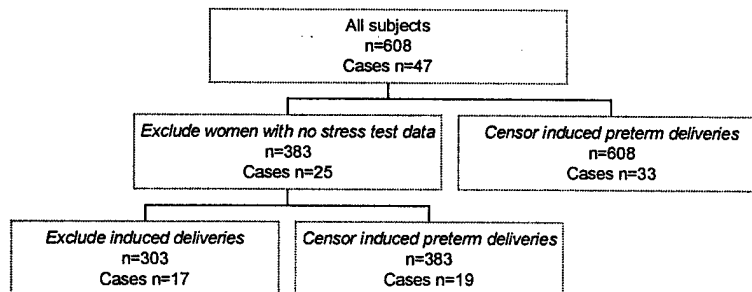 All subjects
n=608
Cases n=47
Exclude women with no stress test data
n=383
Cases n=25
Censor induced preterm deliveries
n=608
Cases n=33
Exclude induced deliveries
n=303
Cases n=17
Censor induced preterm deliveries
n=383
Cases n=19